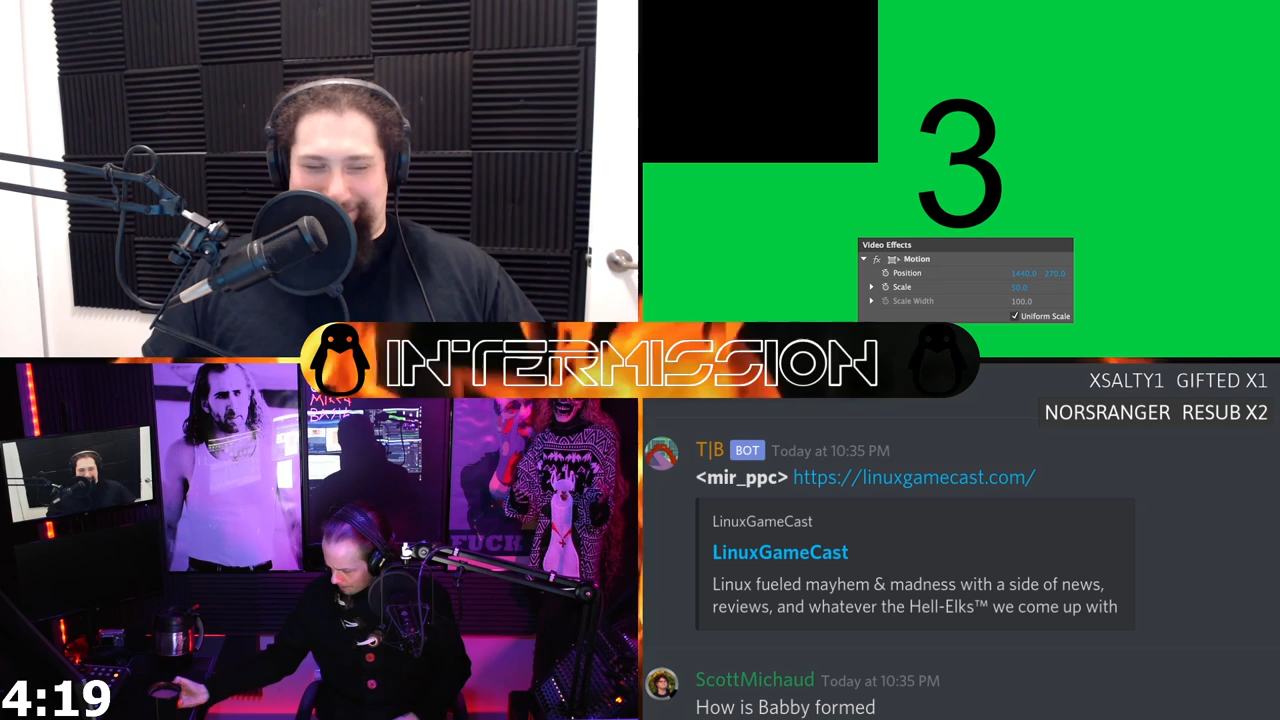 3
Video Effects
fx Motion
Position 1440.0 270.0
Scale 50.0
Scale Width 100.0
Uniform Scale
INTERMISSION
XSALTY1 GIFTED X1
NORSRANGER RESUB X2
T|B BOT Today at 10:35 PM
<mir_ppc> https://linuxgamecast.com/
LinuxGameCast
LinuxGameCast
Linux fueled mayhem & madness with a side of news,
reviews, and whatever the Hell-Elks™ we come up with
ScottMichaud Today at 10:35 PM
How is Babby formed
FUCK
4:19